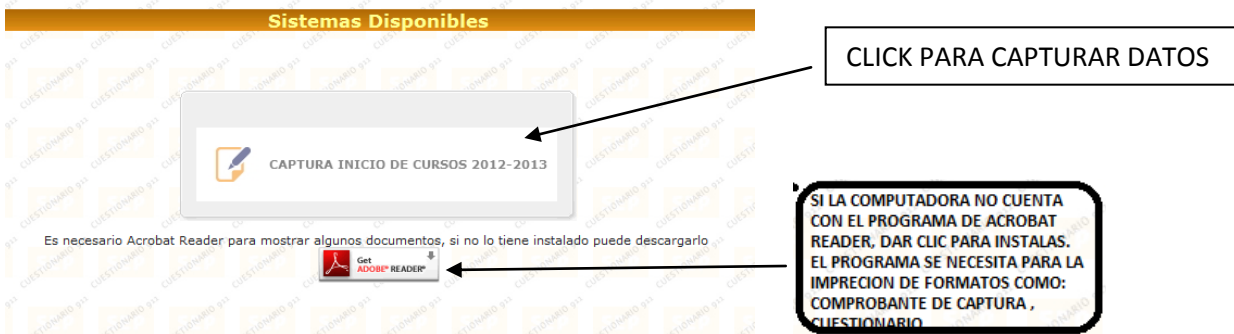 Sistemas Disponibles
CLICK PARA CAPTURAR DATOS
CAPTURA INICIO DE CURSOS 2012-2013
Es necesario Acrobat Reader para mostrar algunos documentos, si no lo tiene instalado puede descargarlo
Get
ADOBE® READER®
SI LA COMPUTADORA NO CUENTA
CON EL PROGRAMA DE ACROBAT
READER, DAR CLIC PARA INSTALAS.
EL PROGRAMA SE NECESITA PARA LA
IMPRECION DE FORMATOS COMO:
COMPROBANTE DE CAPTURA ,
CUESTIONARIO
CUESTIONARIO 911